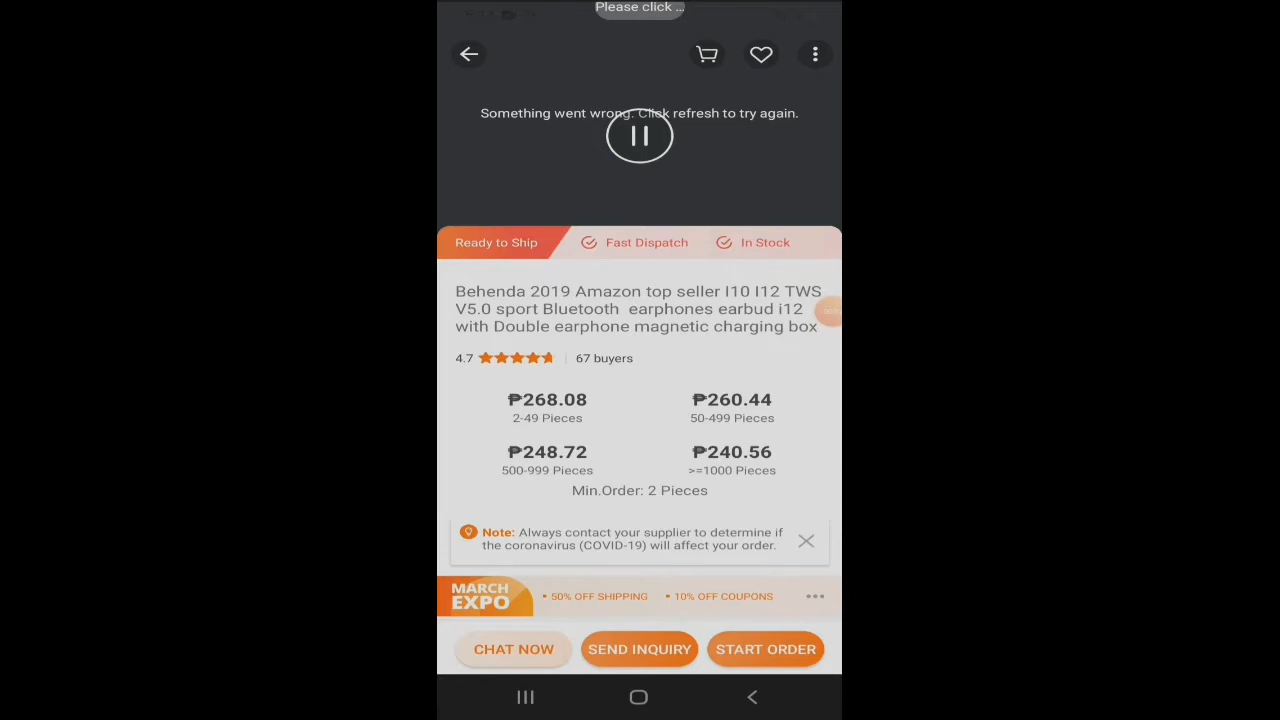 Please click ...
Something went wrong. Click refresh to try again.
Ready to Ship Fast Dispatch In Stock
Behenda 2019 Amazon top seller I10 I12 TWS
V5.0 sport Bluetooth earphones earbud i12
with Double earphone magnetic charging box
4.7 67 buyers
₱268.08 ₱260.44
2-49 Pieces 50-499 Pieces
₱248.72 ₱240.56
500-999 Pieces >=1000 Pieces
Min.Order: 2 Pieces
Note: Always contact your supplier to determine if
the coronavirus (COVID-19) will affect your order.
MARCH
EXPO
• 50% OFF SHIPPING • 10% OFF COUPONS
CHAT NOW SEND INQUIRY START ORDER